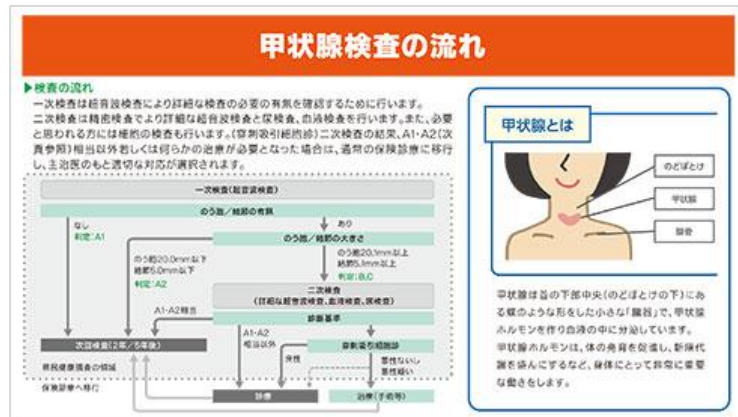 甲状腺検査の流れ
▶検査の流れ
一次検査は超音波検査により詳細な検査の必要の有無を確認するために行います。
二次検査は精密検査でより詳細な超音波検査と尿検査、血液検査を行います。また、必要
と思われる方には細胞の検査も行います。(穿刺吸引細胞診)二次検査の結果、A1・A2(次
頁参照)相当以外若しくは何らかの治療が必要となった場合は、通常の保険診療に移行
し、主治医のもと適切な対応が選択されます。
一次検査(超音波検査)
のう胞/結節の有無
なし
判定:A1
あり
のう胞/結節の大きさ
のう胞20.0mm以下
結節5.0mm以下
判定:A2
のう胞20.1mm以上
結節5.1mm以上
判定:B,C
二次検査
(詳細な超音波検査、血液検査、尿検査)
診断基準
A1-A2相当
A1-A2
相当以外
次回検査(2年/5年後)
穿刺吸引細胞診
良性
悪性ないし
悪性疑い
県民健康調査の領域
保険診療へ移行
診療
治療(手術等)
甲状腺とは
のどぼとけ
甲状腺
鎖骨
甲状腺は首の下部中央(のどぼとけの下)にあ
る蝶のような形をした小さな「臓器」で、甲状腺
ホルモンを作り血液の中に分泌しています。
甲状腺ホルモンは、体の発育を促進し、新陳代
謝を盛んにするなど、身体にとって非常に重要
な働きをします。